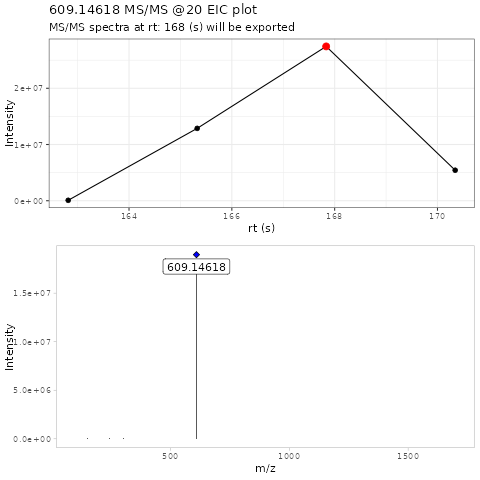 609.14618 MS/MS @20 EIC plot
MS/MS spectra at rt: 168 (s) will be exported
Intensity
2e+07
1e+07
0e+00
164
166
168
170
rt (s)
609.14618
Intensity
1.5e+07
1.0e+07
5.0e+06
0.0e+00
500
1000
1500
m/z